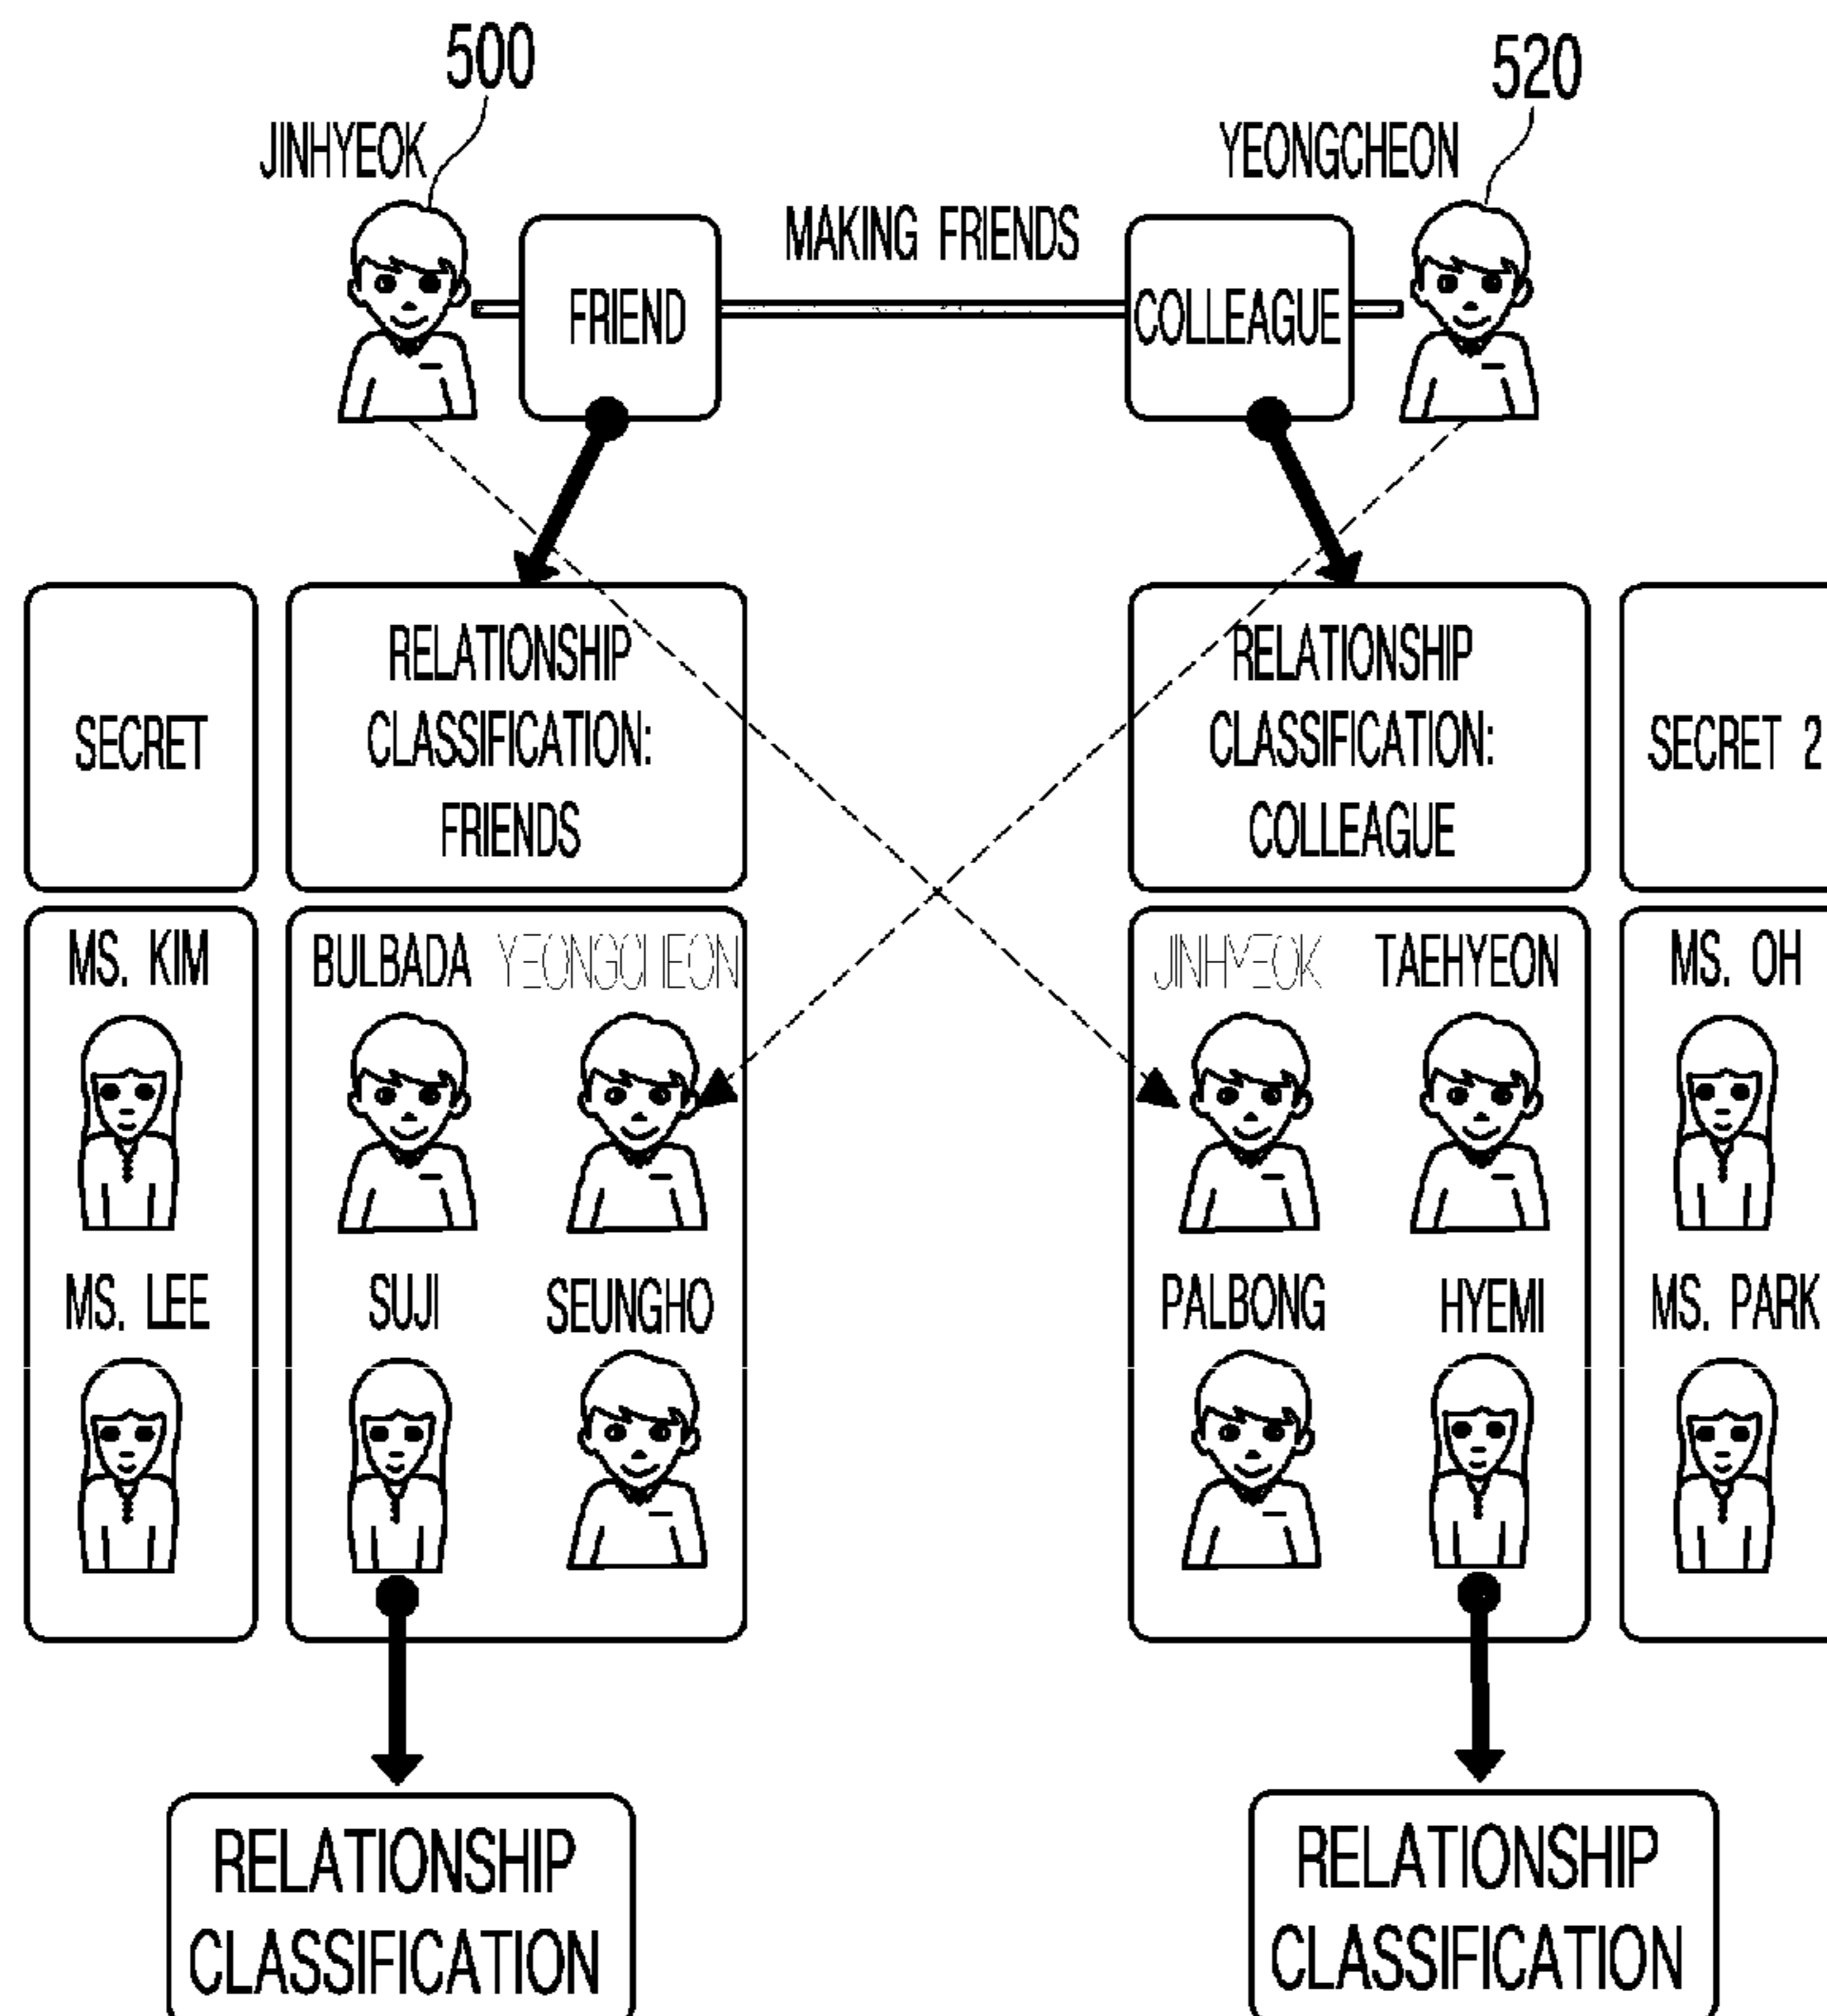 500
520
JINHYEOK
YEONGCHEON
MAKING FRIENDS
FRIEND
COLLEAGUE
SECRET
RELATIONSHIP
CLASSIFICATION:
FRIENDS
RELATIONSHIP
CLASSIFICATION:
COLLEAGUE
SECRET 2
MS. KIM
BULBADA
YEONGCHEON
JINHYEOK
TAEHYEON
MS. OH
MS. LEE
SUJI
SEUNGHO
PALBONG
HYEMI
MS. PARK
RELATIONSHIP
CLASSIFICATION
RELATIONSHIP
CLASSIFICATION